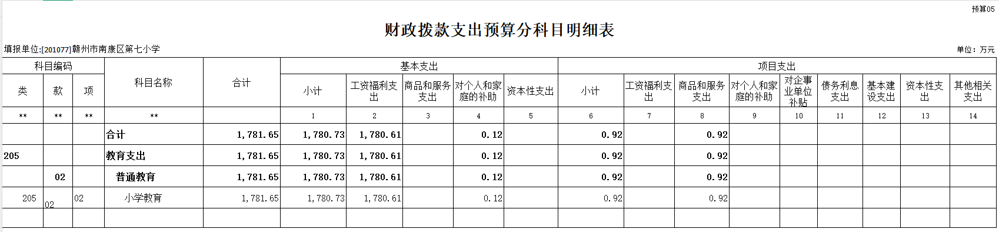 预算05
财政拨款支出预算分科目明细表
填报单位:[201077]赣州市南康区第七小学 单位：万元
科目编码 科目名称 合计 基本支出 项目支出
类 款 项 小计 工资福利支出 商品和服务支出 对个人和家庭的补助 资本性支出 小计 工资福利支出 商品和服务支出 对个人和家庭的补助 对企事业单位补贴 债务利息支出 基本建设支出 资本性支出 其他相关支出
** ** ** ** 1 2 3 4 5 6 7 8 9 10 11 12 13 14
合计 1,781.65 1,780.73 1,780.61 0.12 0.92 0.92
205 教育支出 1,781.65 1,780.73 1,780.61 0.12 0.92 0.92
02 普通教育 1,781.65 1,780.73 1,780.61 0.12 0.92 0.92
205 02 02 小学教育 1,781.65 1,780.73 1,780.61 0.12 0.92 0.92